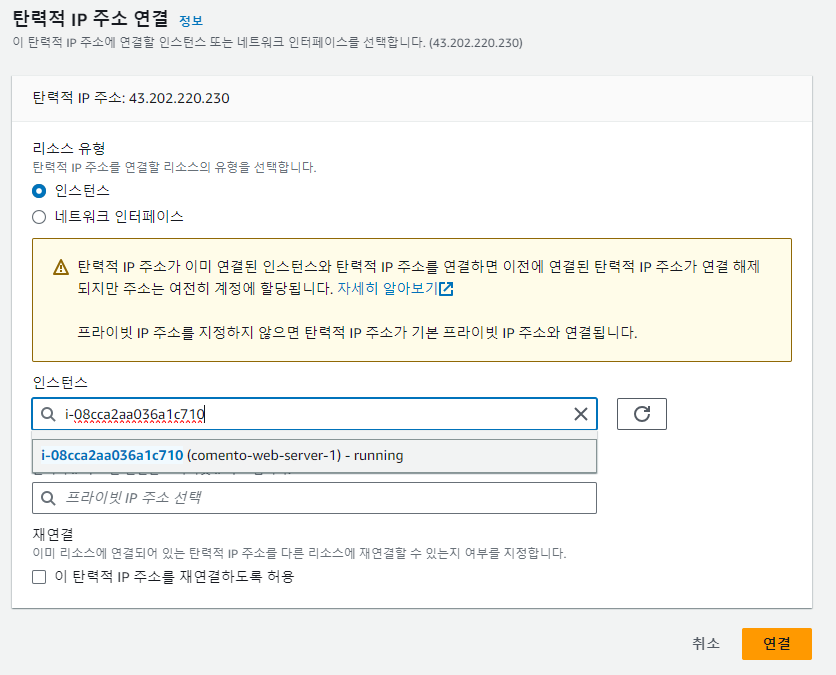 탄력적 IP 주소 연결 정보
이 탄력적 IP 주소에 연결할 인스턴스 또는 네트워크 인터페이스를 선택합니다. (43.202.220.230)
탄력적 IP 주소: 43.202.220.230
리소스 유형
탄력적 IP 주소를 연결할 리소스의 유형을 선택합니다.
인스턴스
네트워크 인터페이스
탄력적 IP 주소가 이미 연결된 인스턴스와 탄력적 IP 주소를 연결하면 이전에 연결된 탄력적 IP 주소가 연결 해제
되지만 주소는 여전히 계정에 할당됩니다. 자세히 알아보기
프라이빗 IP 주소를 지정하지 않으면 탄력적 IP 주소가 기본 프라이빗 IP 주소와 연결됩니다.
인스턴스
i-08cca2aa036a1c710
i-08cca2aa036a1c710 (comento-web-server-1) - running
프라이빗 IP 주소 선택
재연결
이미 리소스에 연결되어 있는 탄력적 IP 주소를 다른 리소스에 재연결할 수 있는지 여부를 지정합니다.
이 탄력적 IP 주소를 재연결하도록 허용
취소
연결